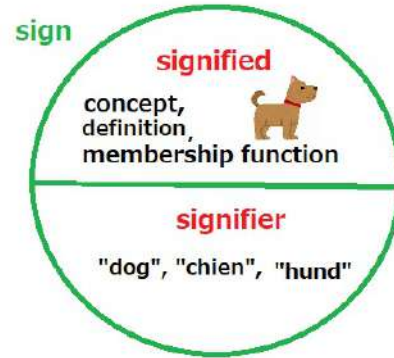 sign
signified
concept,
definition,
membership function
signifier
"dog", "chien", "hund"